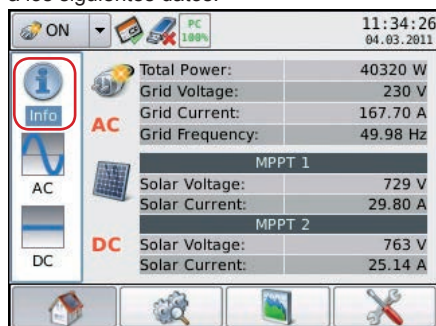 ON
PC
100%
11:34:26
04.03.2011
Info
AC
DC
AC
Total Power: 40320 W
Grid Voltage: 230 V
Grid Current: 167.70 A
Grid Frequency: 49.98 Hz
DC
MPPT 1
Solar Voltage: 729 V
Solar Current: 29.80 A
MPPT 2
Solar Voltage: 763 V
Solar Current: 25.14 A